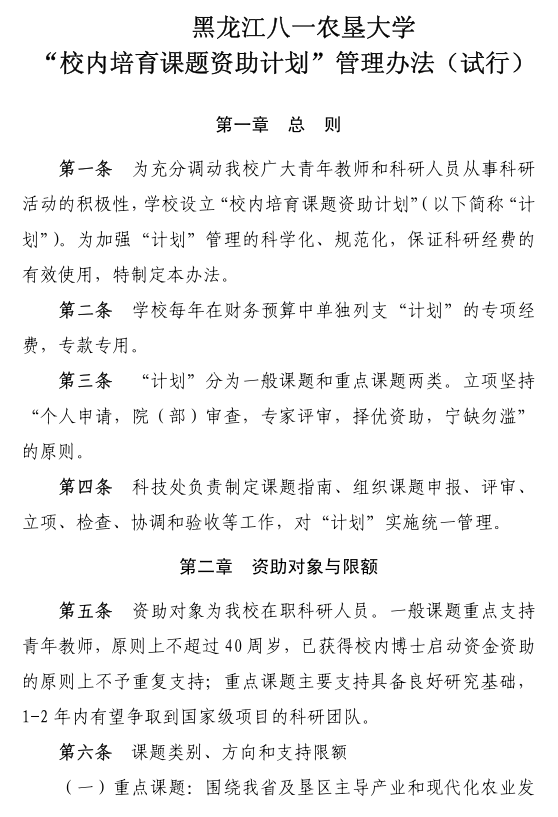 黑龙江八一农垦大学
“校内培育课题资助计划”管理办法（试行）
第一章　总　则
第一条　为充分调动我校广大青年教师和科研人员从事科研
活动的积极性，学校设立“校内培育课题资助计划”（以下简称“计
划”）。为加强“计划”管理的科学化、规范化，保证科研经费的
有效使用，特制定本办法。
第二条　学校每年在财务预算中单独列支“计划”的专项经
费，专款专用。
第三条　“计划”分为一般课题和重点课题两类。立项坚持
“个人申请，院（部）审查，专家评审，择优资助，宁缺勿滥”
的原则。
第四条　科技处负责制定课题指南、组织课题申报、评审、
立项、检查、协调和验收等工作，对“计划”实施统一管理。
第二章　资助对象与限额
第五条　资助对象为我校在职科研人员。一般课题重点支持
青年教师，原则上不超过 40 周岁，已获得校内博士启动资金资助
的原则上不予重复支持；重点课题主要支持具备良好研究基础，
1-2 年内有望争取到国家级项目的科研团队。
第六条　课题类别、方向和支持限额
（一）重点课题：围绕我省及垦区主导产业和现代化农业发